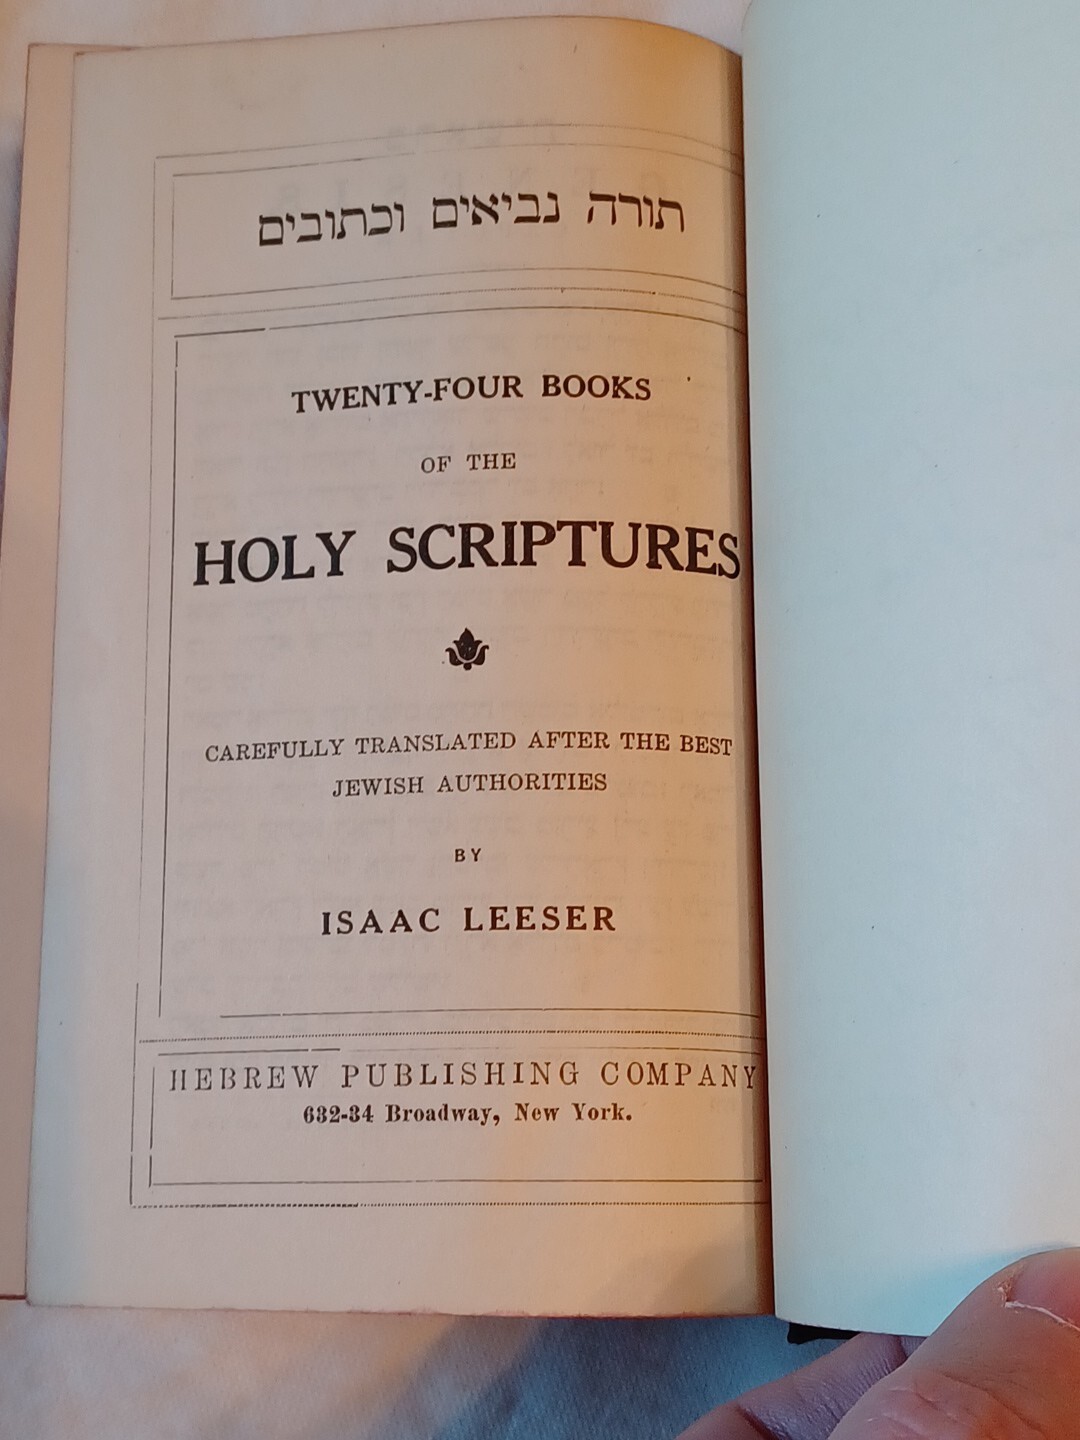 תורה נביאים וכתובים
TWENTY-FOUR BOOKS
OF THE
HOLY SCRIPTURES
CAREFULLY TRANSLATED AFTER THE BEST
JEWISH AUTHORITIES
BY
ISAAC LEESER
HEBREW PUBLISHING COMPANY
632-34 Broadway, New York.